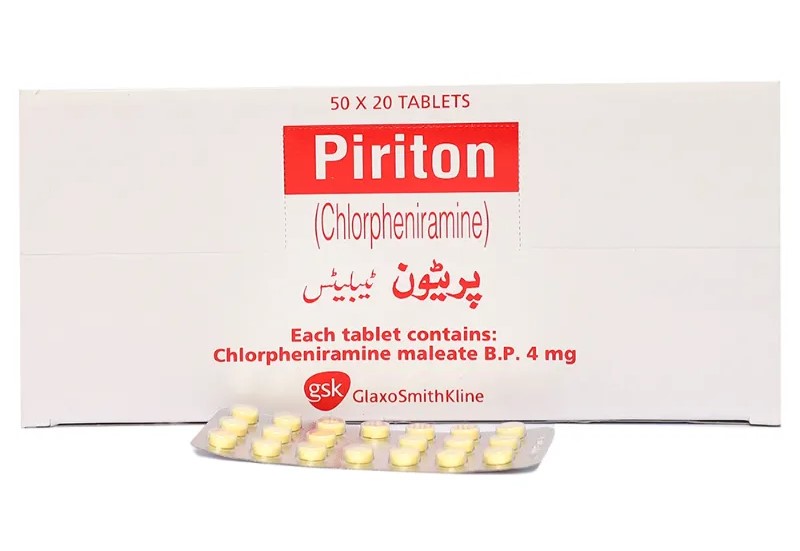 50 X 20 TABLETS
Piriton
(Chlorpheniramine)
پریٹون ٹیبلیٹس
Each tablet contains:
Chlorpheniramine maleate B.P. 4 mg
gsk GlaxoSmithKline